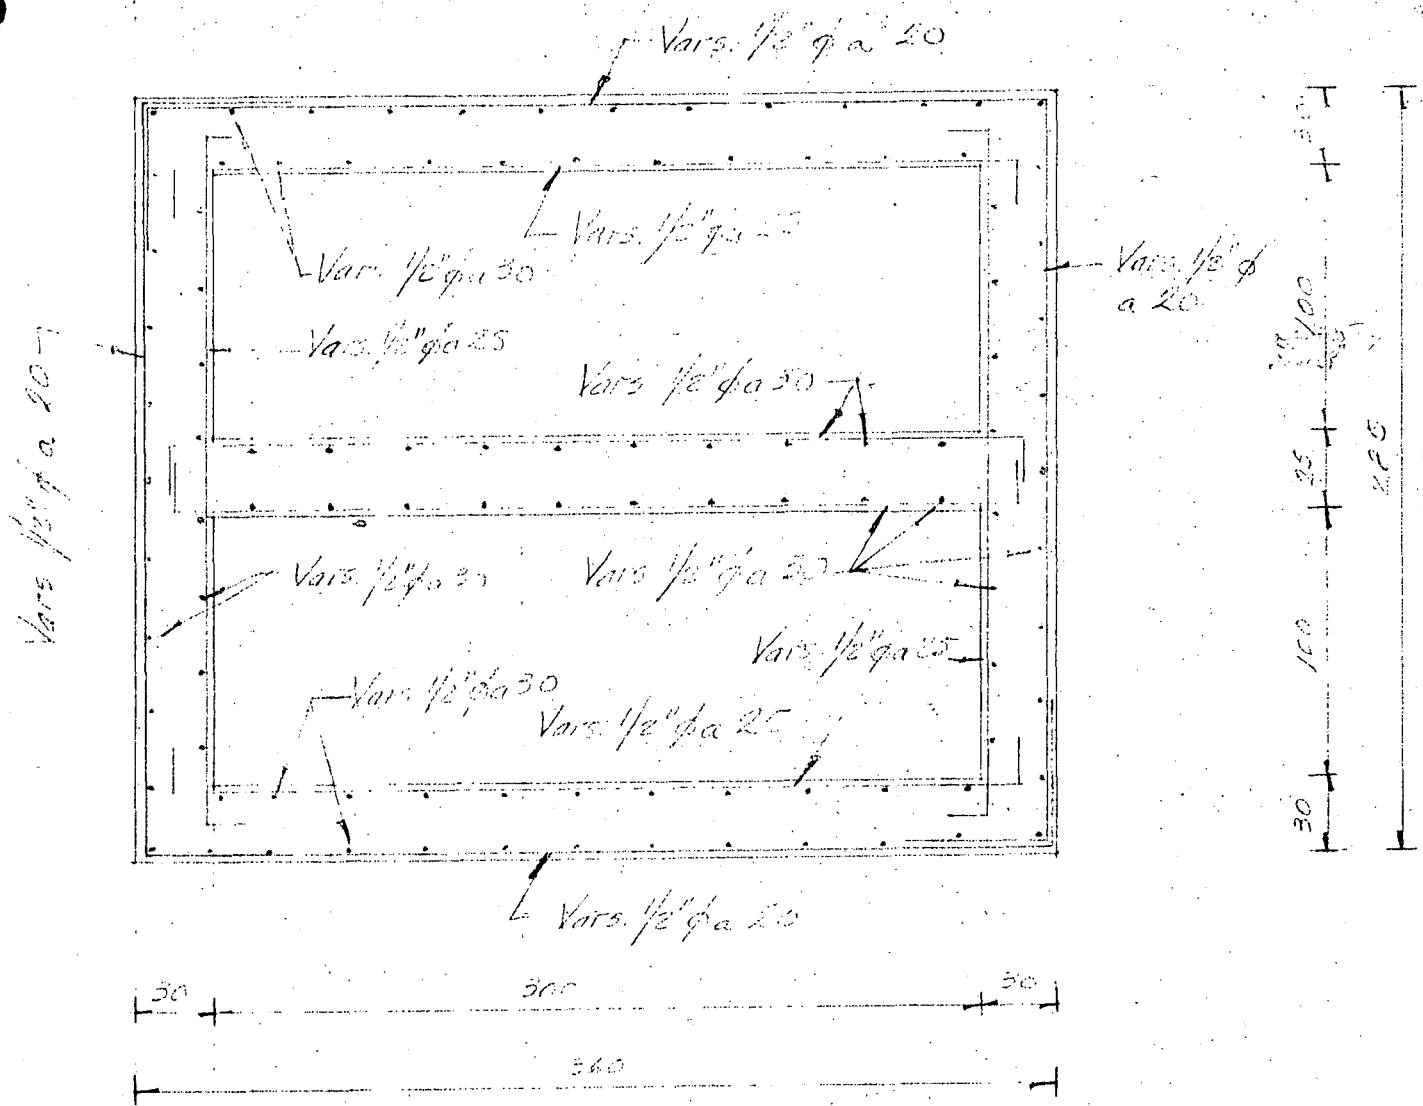 Vars. 1/2" φ a 20
Vars. 1/2" φ a 25
Vars. 1/2" φ a 30
Vars. 1/2" φ
a 20
Vars. 1/2" φ a 25
Vars 1/2" φ a 30
Vars 1/2" φ a 20
Vars. 1/2" φ a 30
Vars 1/2" φ a 30
Vars. 1/2" φ a 25
Vars 1/2" φ a 30
Vars. 1/2" φ a 25
Vars. 1/2" φ a 20
30
300
30
360
30
100
25
100
30